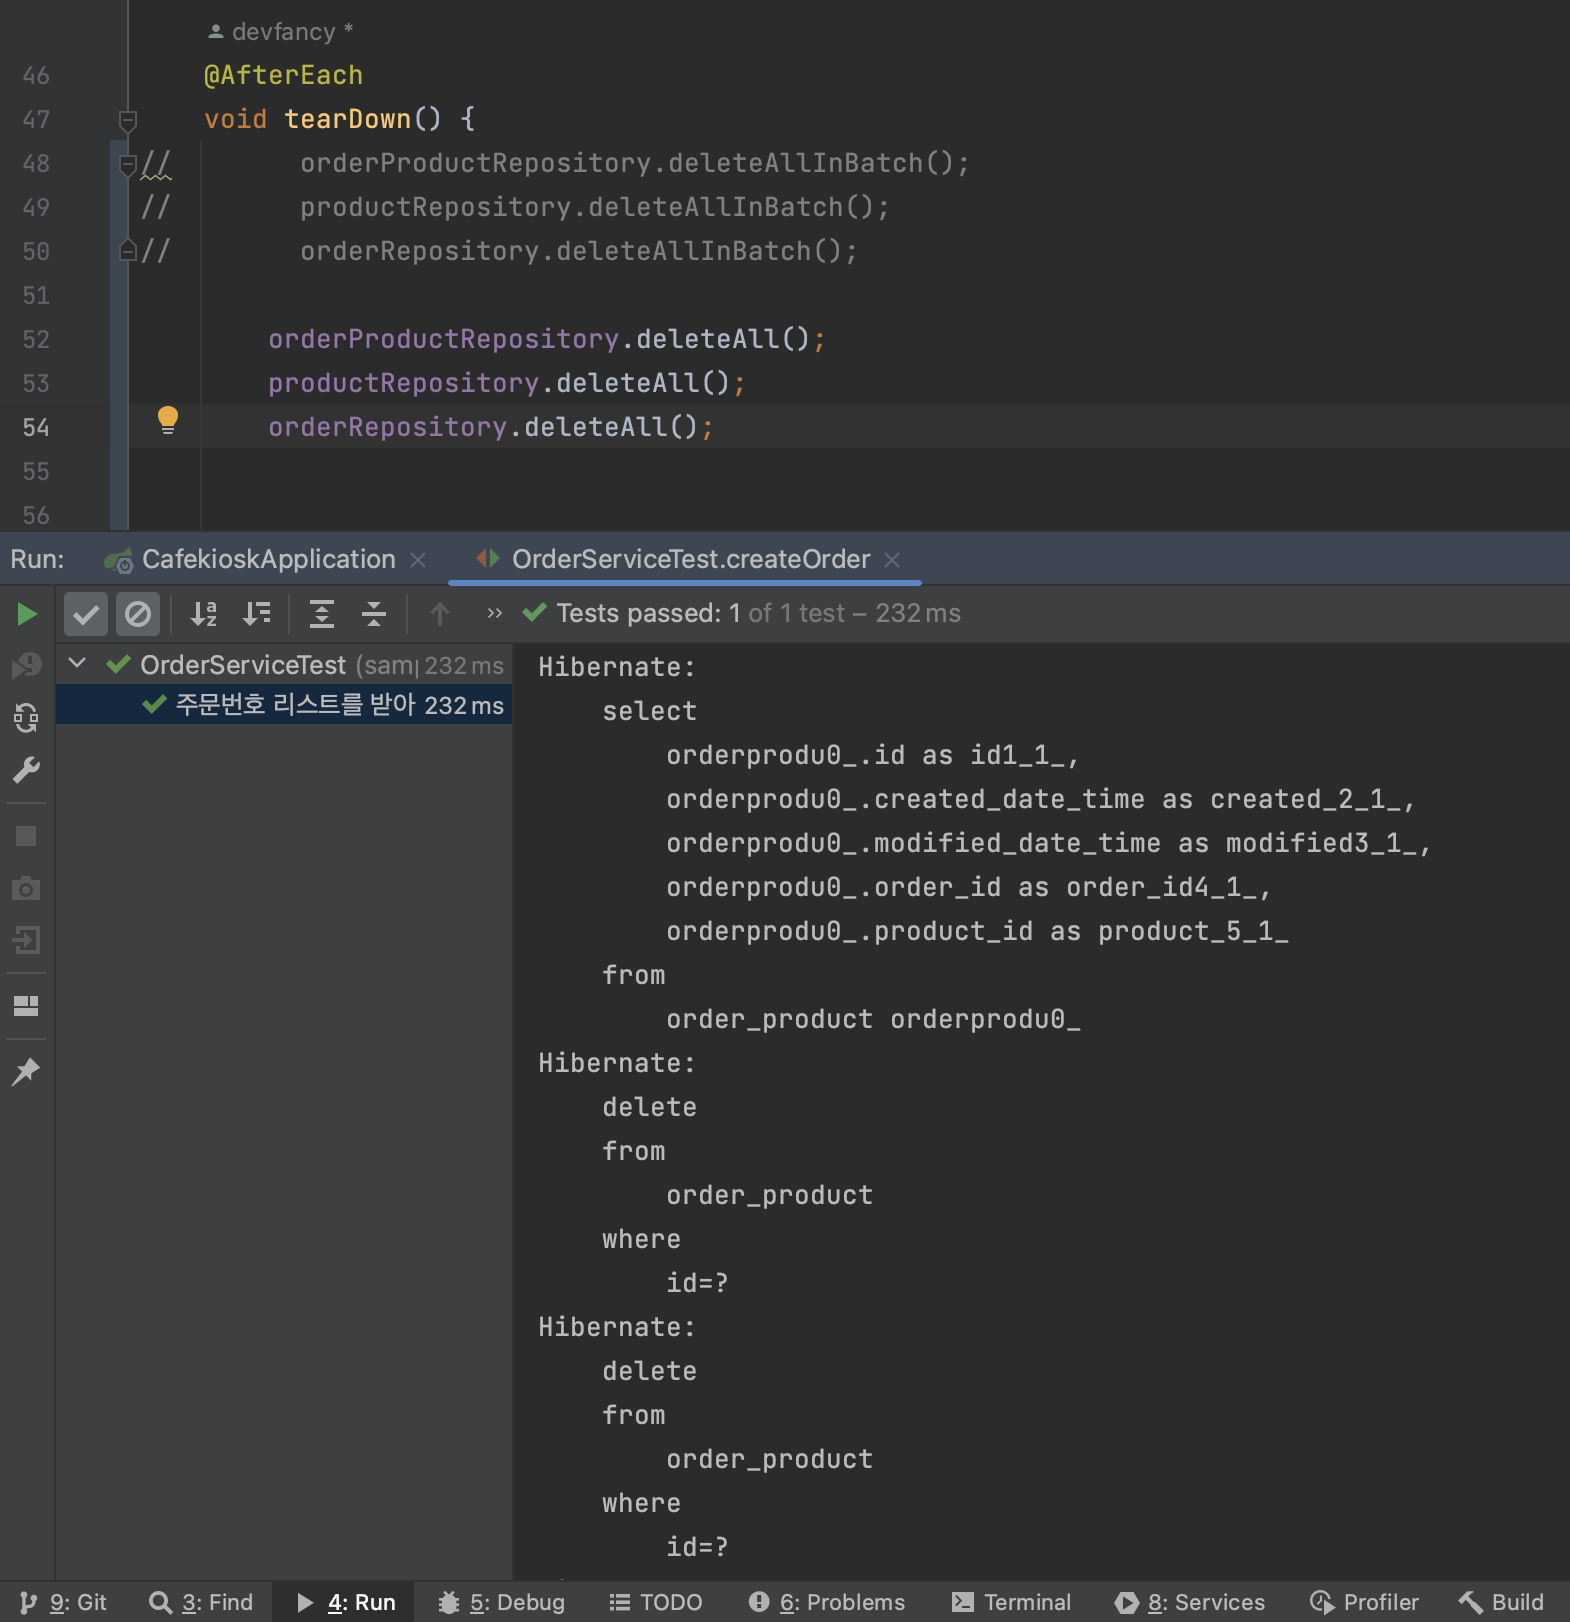 devfancy *
46 @AfterEach
47 void tearDown() {
48 // orderProductRepository.deleteAllInBatch();
49 // productRepository.deleteAllInBatch();
50 // orderRepository.deleteAllInBatch();
51
52 orderProductRepository.deleteAll();
53 productRepository.deleteAll();
54 orderRepository.deleteAll();
55
56
Run: CafekioskApplication OrderServiceTest.createOrder
Tests passed: 1 of 1 test – 232 ms
OrderServiceTest (sam 232 ms
주문번호 리스트를 받아 232 ms
Hibernate:
select
orderprodu0_.id as id1_1_,
orderprodu0_.created_date_time as created_2_1_,
orderprodu0_.modified_date_time as modified3_1_,
orderprodu0_.order_id as order_id4_1_,
orderprodu0_.product_id as product_5_1_
from
order_product orderprodu0_
Hibernate:
delete
from
order_product
where
id=?
Hibernate:
delete
from
order_product
where
id=?
9: Git 3: Find 4: Run 5: Debug TODO 6: Problems Terminal 8: Services Profiler Build